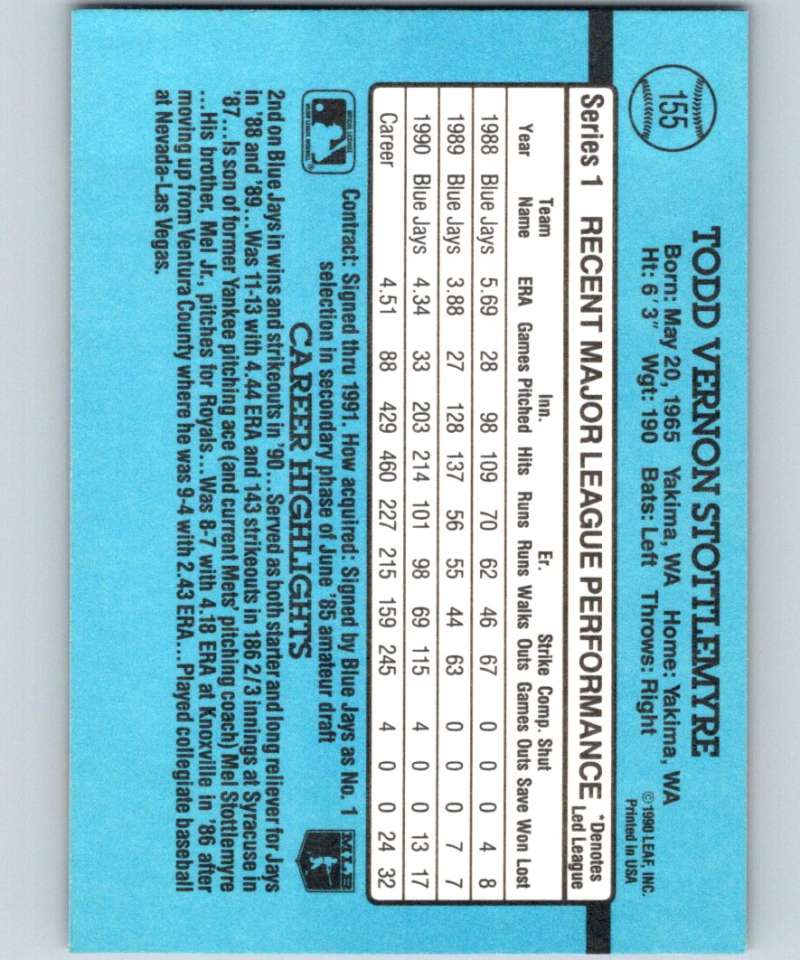 155
TODD VERNON STOTTLEMYRE
Born: May 20, 1965 Yakima, WA Home: Yakima, WA
Ht: 6'3" Wgt: 190 Bats: Left Throws: Right
©1990 LEAF, INC.
Printed in USA
Series 1 RECENT MAJOR LEAGUE PERFORMANCE *Denotes
Led League
Team Inn. Er. Strike Comp. Shut
Year Name ERA Games Pitched Hits Runs Runs Walks Outs Games Outs Save Won Lost
1988 Blue Jays 5.69 28 98 109 70 62 46 67 0 0 0 4 8
1989 Blue Jays 3.88 27 128 137 56 55 44 63 0 0 0 7 7
1990 Blue Jays 4.34 33 203 214 101 98 69 115 4 0 0 13 17
Career 4.51 88 429 460 227 215 159 245 4 0 0 24 32
Contract: Signed thru 1991. How acquired: Signed by Blue Jays as No. 1
selection in secondary phase of June '85 amateur draft
MLB
CAREER HIGHLIGHTS
2nd on Blue Jays in wins and strikeouts in '90...Served as both starter and long reliever for Jays
in '88 and '89...Was 11-13 with 4.44 ERA and 143 strikeouts in 186 2/3 innings at Syracuse in
'87...Is son of former Yankee pitching ace (and current Mets' pitching coach) Mel Stottlemyre
...His brother, Mel Jr., pitches for Royals...Was 8-7 with 4.18 ERA at Knoxville in '86 after
moving up from Ventura County where he was 9-4 with 2.43 ERA...Played collegiate baseball
at Nevada-Las Vegas.